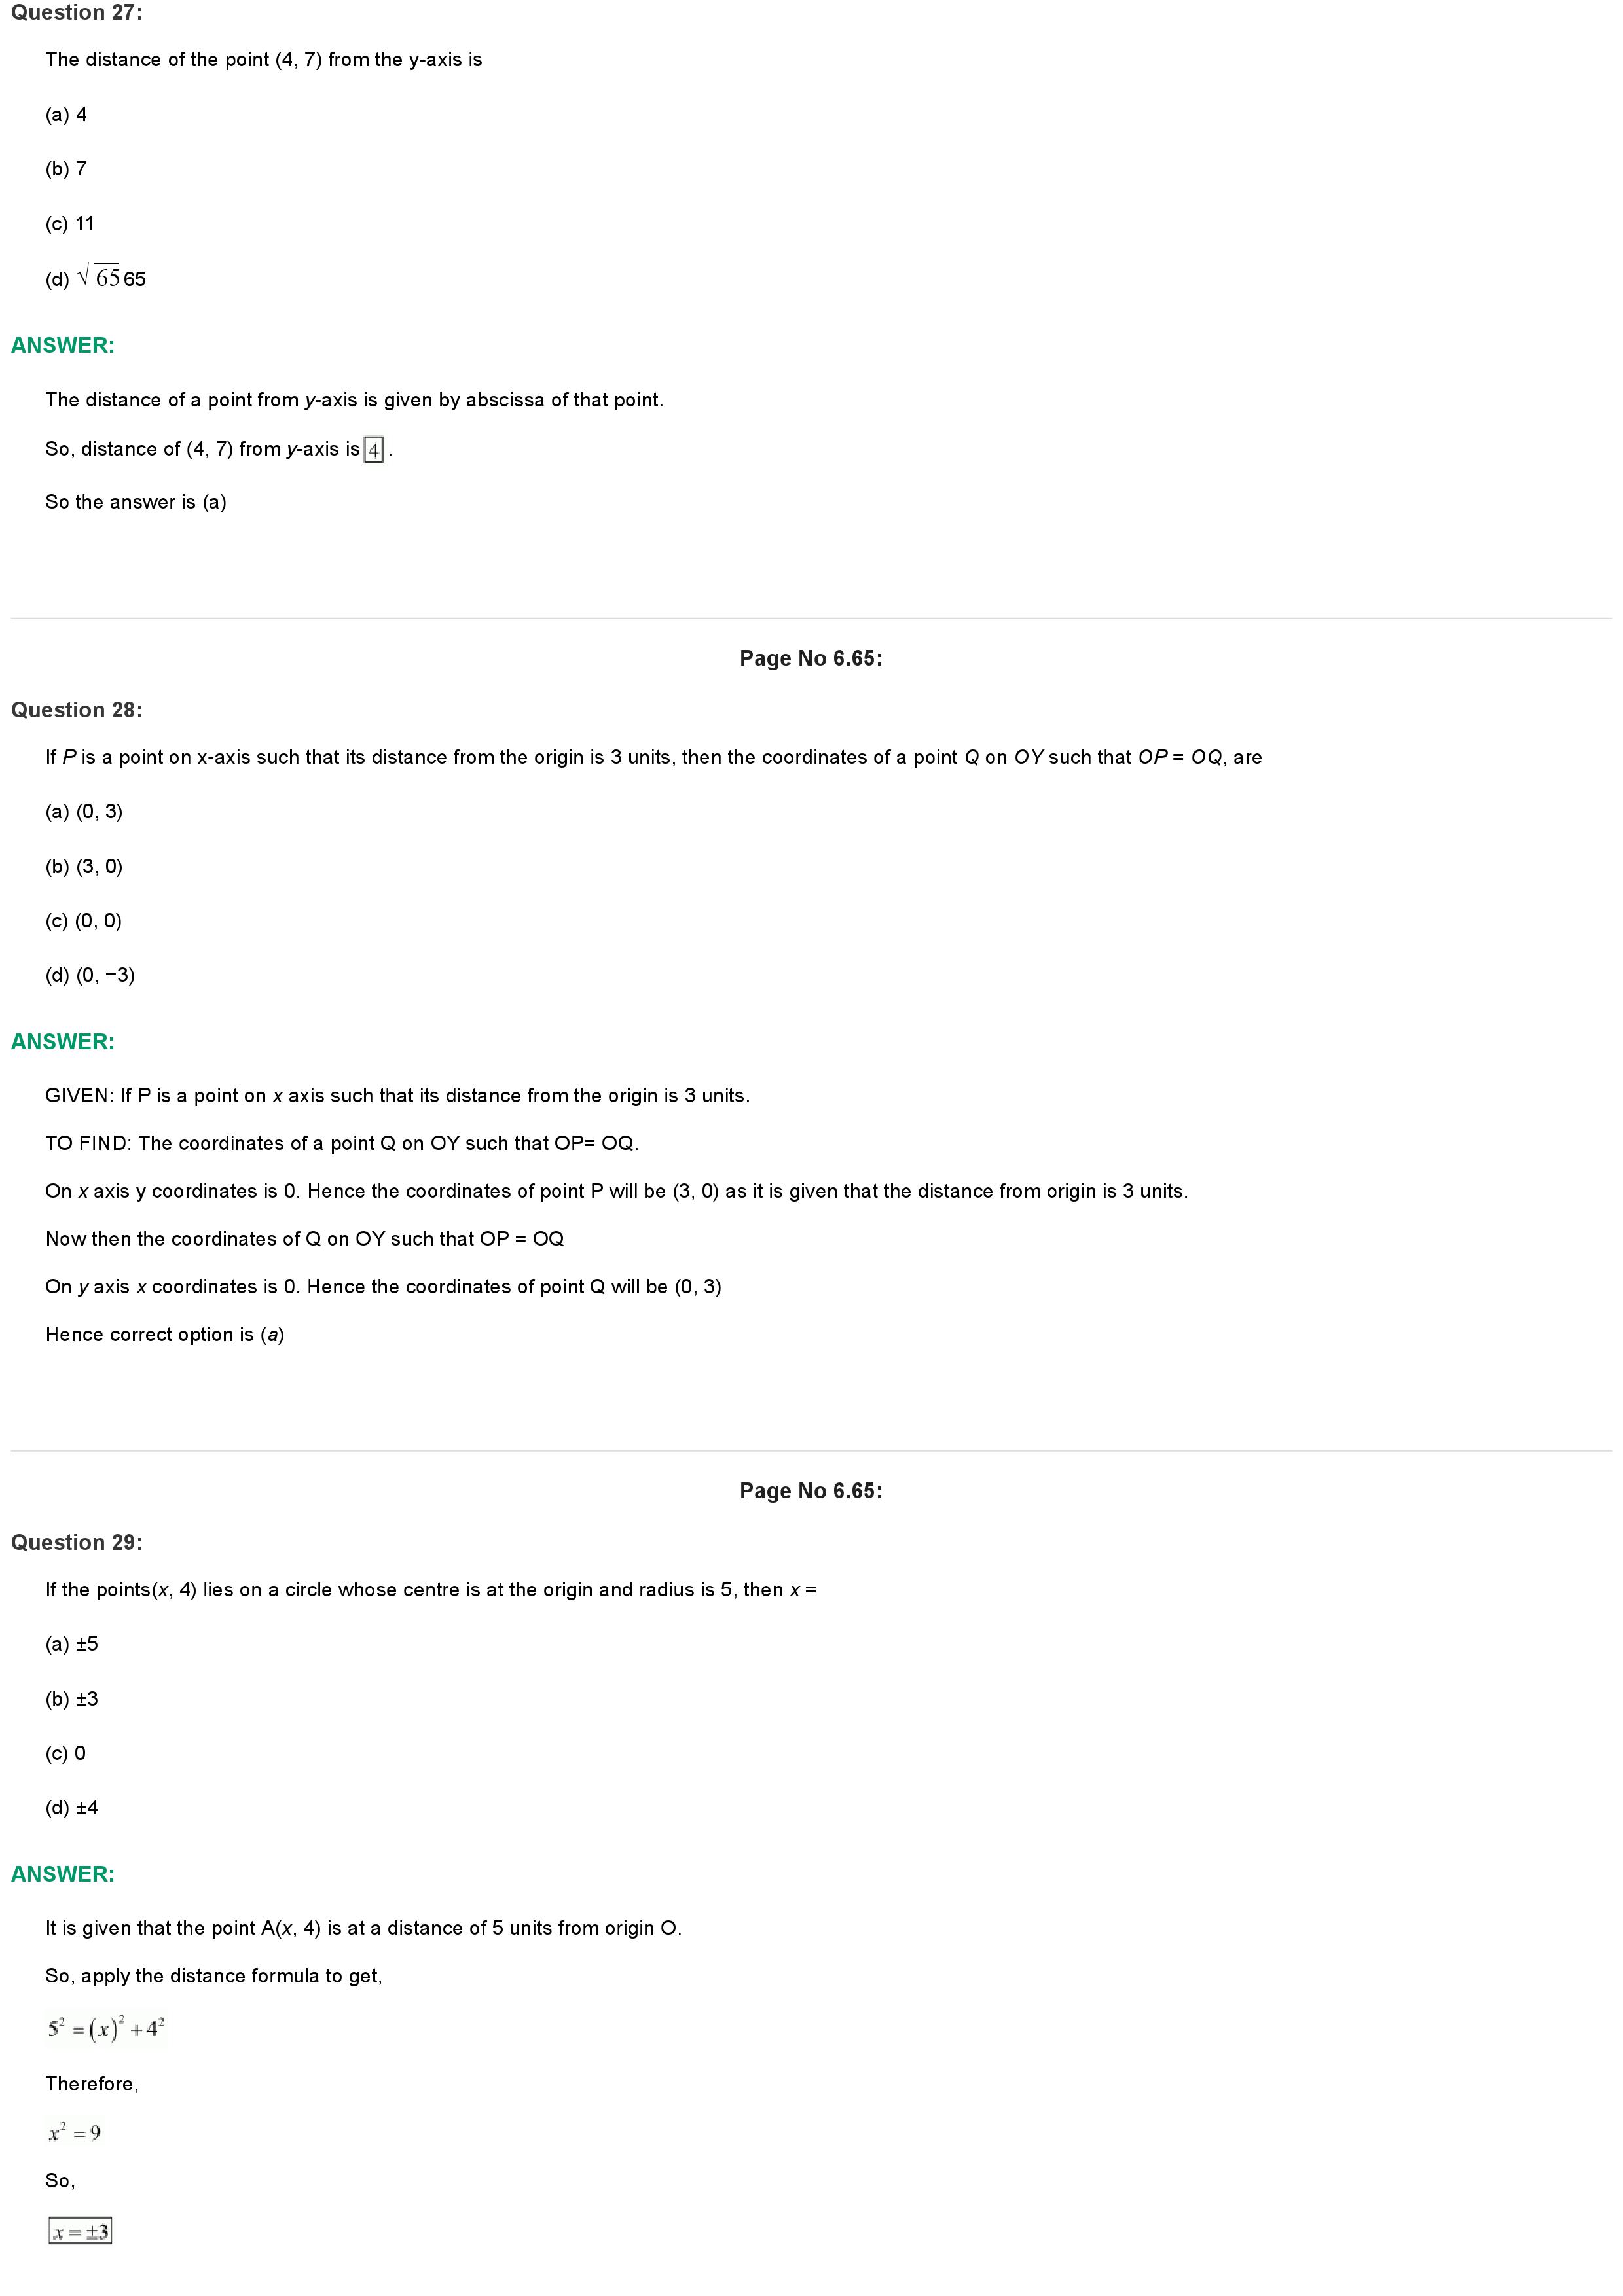 Question 27:
The distance of the point (4, 7) from the y-axis is
(a) 4
(b) 7
(c) 11
(d) √65 65
ANSWER:
The distance of a point from y-axis is given by abscissa of that point.
So, distance of (4, 7) from y-axis is 4 .
So the answer is (a)
Page No 6.65:
Question 28:
If P is a point on x-axis such that its distance from the origin is 3 units, then the coordinates of a point Q on OY such that OP = OQ, are
(a) (0, 3)
(b) (3, 0)
(c) (0, 0)
(d) (0, −3)
ANSWER:
GIVEN: If P is a point on x axis such that its distance from the origin is 3 units.
TO FIND: The coordinates of a point Q on OY such that OP= OQ.
On x axis y coordinates is 0. Hence the coordinates of point P will be (3, 0) as it is given that the distance from origin is 3 units.
Now then the coordinates of Q on OY such that OP = OQ
On y axis x coordinates is 0. Hence the coordinates of point Q will be (0, 3)
Hence correct option is (a)
Page No 6.65:
Question 29:
If the points(x, 4) lies on a circle whose centre is at the origin and radius is 5, then x =
(a) ±5
(b) ±3
(c) 0
(d) ±4
ANSWER:
It is given that the point A(x, 4) is at a distance of 5 units from origin O.
So, apply the distance formula to get,
5² = (x)² + 4²
Therefore,
x² = 9
So,
x = ±3